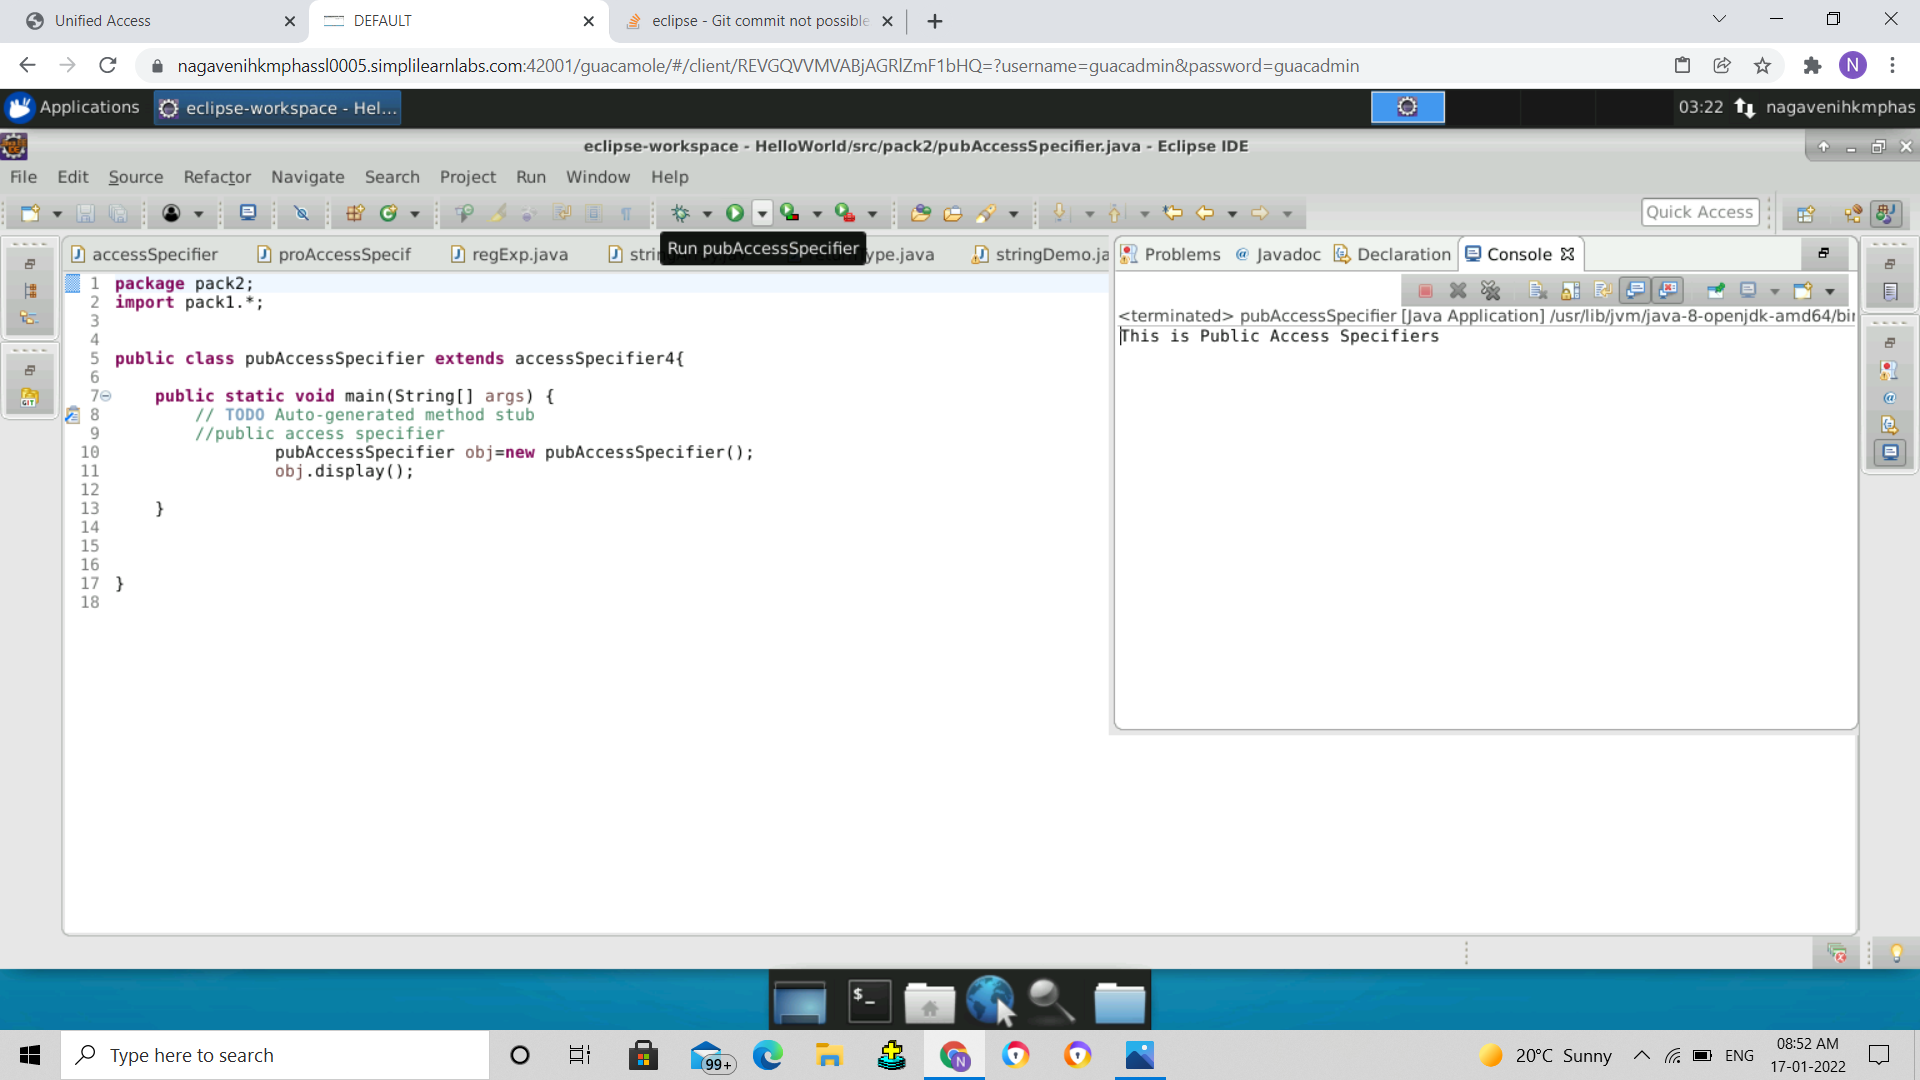 Unified Access
DEFAULT
eclipse - Git commit not possible
nagavenihkmphassl0005.simplilearnlabs.com:42001/guacamole/#/client/REVGQVVMVABjAGRlZmF1bHQ=?username=guacadmin&password=guacadmin
N
Applications
eclipse-workspace - Hel...
03:22
nagavenihkmphas
eclipse-workspace - HelloWorld/src/pack2/pubAccessSpecifier.java - Eclipse IDE
File Edit Source Refactor Navigate Search Project Run Window Help
Quick Access
accessSpecifier
proAccessSpecif
regExp.java
stri
ype.java
stringDemo.ja
Run pubAccessSpecifier
Problems
@ Javadoc
Declaration
Console
<terminated> pubAccessSpecifier [Java Application] /usr/lib/jvm/java-8-openjdk-amd64/bin
This is Public Access Specifiers
1 package pack2;
2 import pack1.*;
3
4
5 public class pubAccessSpecifier extends accessSpecifier4{
6
7 public static void main(String[] args) {
8 // TODO Auto-generated method stub
9 //public access specifier
10 pubAccessSpecifier obj=new pubAccessSpecifier();
11 obj.display();
12
13 }
14
15
16
17 }
18
GIT
$_
Type here to search
99+
N
20°C Sunny
ENG
08:52 AM
17-01-2022